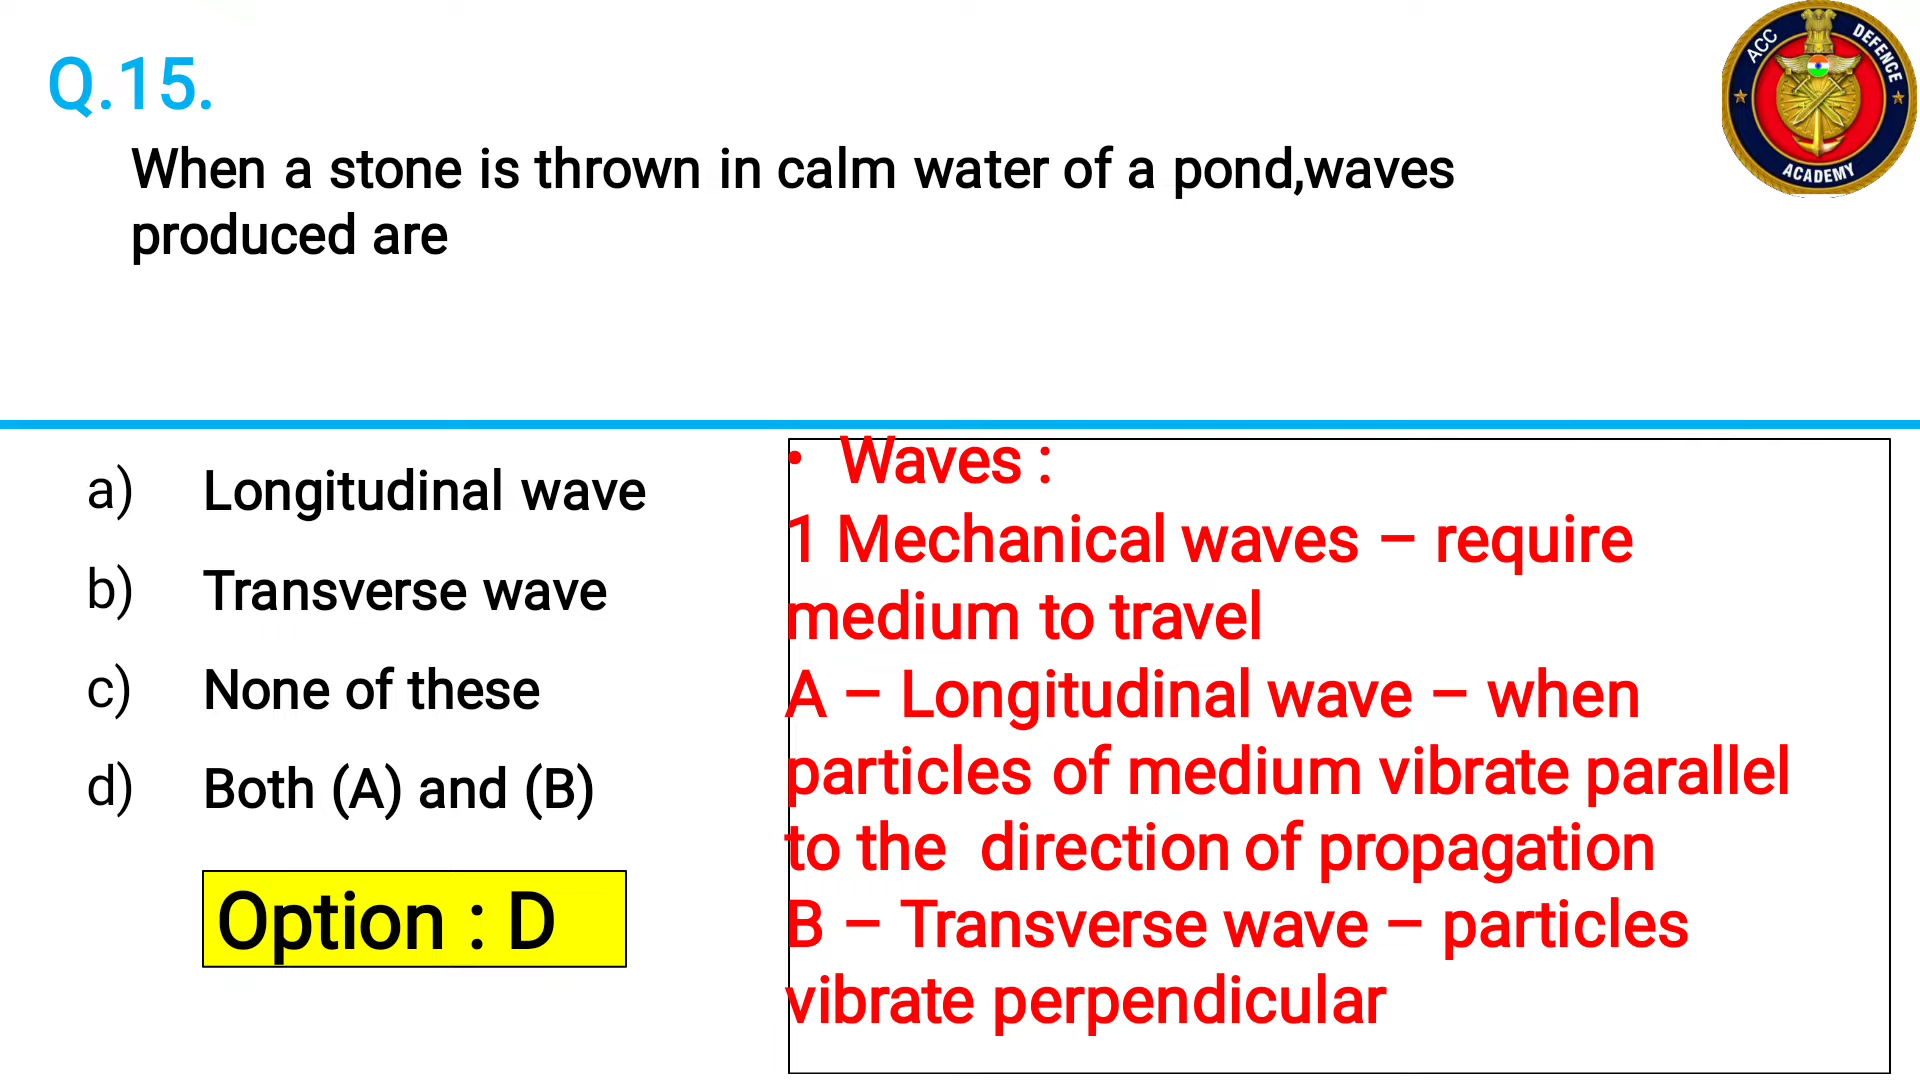 Q.15.
When a stone is thrown in calm water of a pond,waves
produced are
ACC DEFENCE ACADEMY
a) Longitudinal wave
b) Transverse wave
c) None of these
d) Both (A) and (B)
Option : D
• Waves :
1 Mechanical waves – require
medium to travel
A – Longitudinal wave – when
particles of medium vibrate parallel
to the direction of propagation
B – Transverse wave – particles
vibrate perpendicular